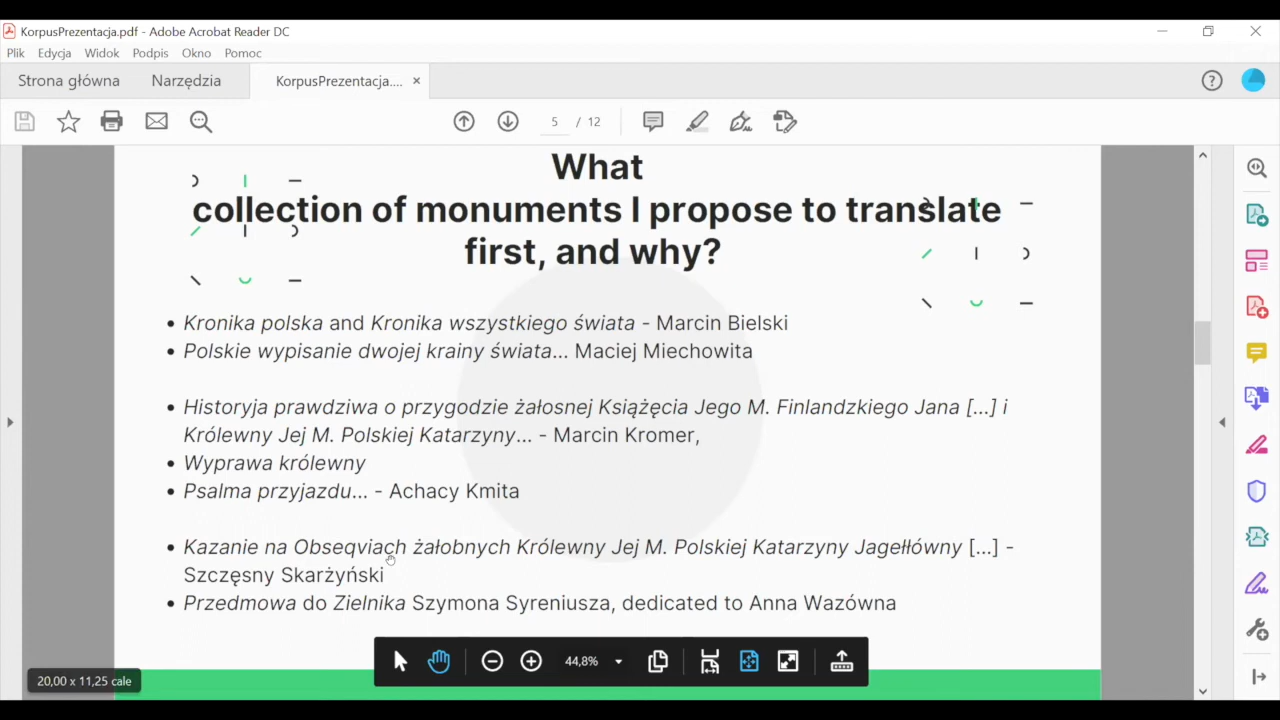 KorpusPrezentacja.pdf - Adobe Acrobat Reader DC
Plik Edycja Widok Podpis Okno Pomoc
Strona główna Narzędzia KorpusPrezentacja....
5 / 12
What
collection of monuments I propose to translate
first, and why?
• Kronika polska and Kronika wszystkiego świata - Marcin Bielski
• Polskie wypisanie dwojej krainy świata... Maciej Miechowita
• Historyja prawdziwa o przygodzie żałosnej Książęcia Jego M. Finlandzkiego Jana [...] i
Królewny Jej M. Polskiej Katarzyny... - Marcin Kromer,
• Wyprawa królewny
• Psalma przyjazdu... - Achacy Kmita
• Kazanie na Obseqviach żałobnych Królewny Jej M. Polskiej Katarzyny Jagełłówny [...] -
Szczęsny Skarżyński
• Przedmowa do Zielnika Szymona Syreniusza, dedicated to Anna Wazówna
44,8%
20,00 x 11,25 cale